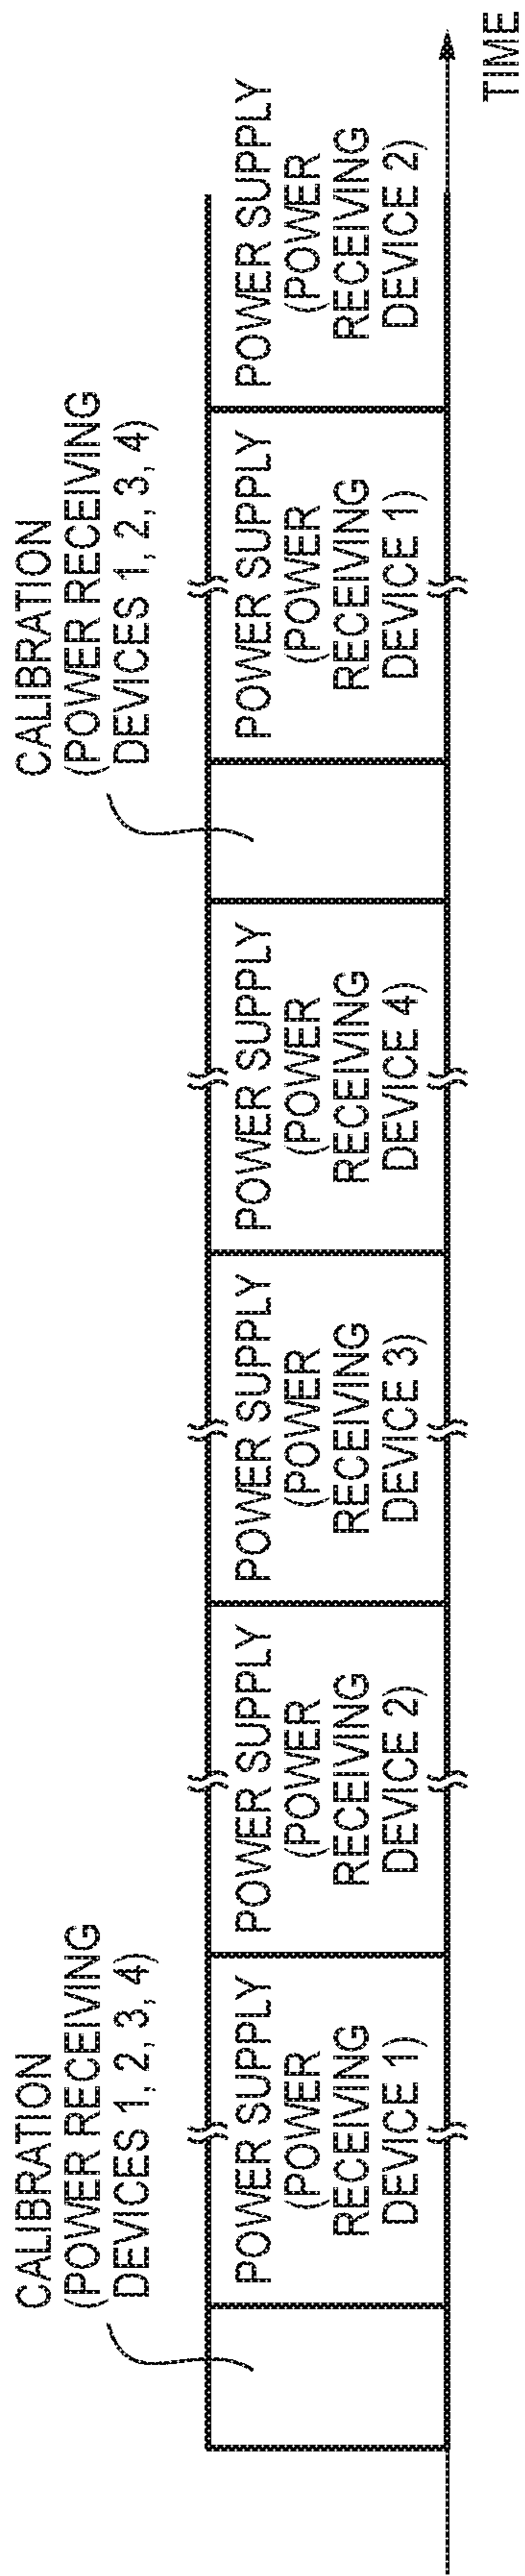 CALIBRATION
(POWER RECEIVING
DEVICES 1, 2, 3, 4)
CALIBRATION
(POWER RECEIVING
DEVICES 1, 2, 3, 4)
POWER SUPPLY
(POWER
RECEIVING
DEVICE 1)
POWER SUPPLY
(POWER
RECEIVING
DEVICE 2)
POWER SUPPLY
(POWER
RECEIVING
DEVICE 3)
POWER SUPPLY
(POWER
RECEIVING
DEVICE 4)
POWER SUPPLY
(POWER
RECEIVING
DEVICE 1)
POWER SUPPLY
(POWER
RECEIVING
DEVICE 2)
TIME